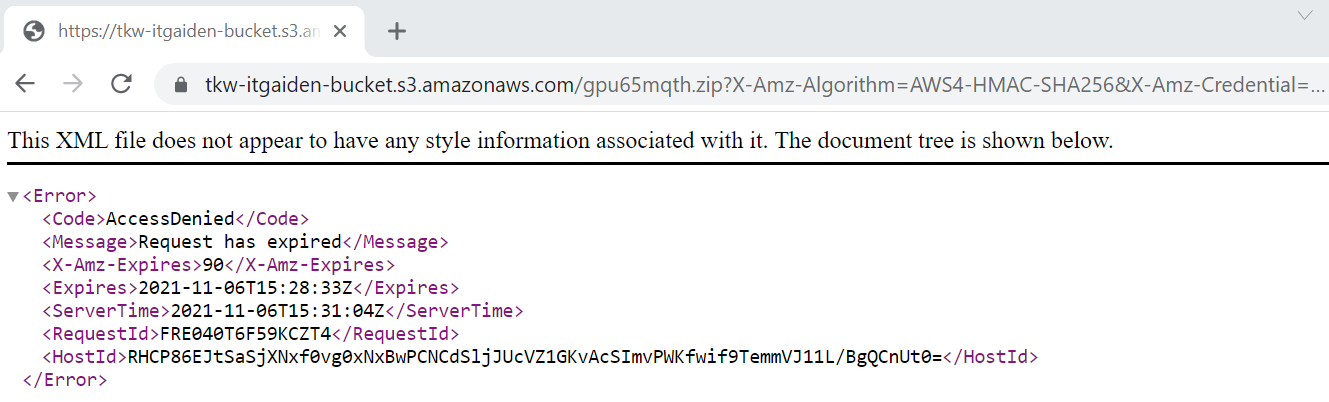 https://tkw-itgaiden-bucket.s3.am
tkw-itgaiden-bucket.s3.amazonaws.com/gpu65mqth.zip?X-Amz-Algorithm=AWS4-HMAC-SHA256&X-Amz-Credential=...
This XML file does not appear to have any style information associated with it. The document tree is shown below.
<Error>
<Code>AccessDenied</Code>
<Message>Request has expired</Message>
<X-Amz-Expires>90</X-Amz-Expires>
<Expires>2021-11-06T15:28:33Z</Expires>
<ServerTime>2021-11-06T15:31:04Z</ServerTime>
<RequestId>FRE040T6F59KCZT4</RequestId>
<HostId>RHCP86EJtSaSjXNxf0vg0xNxBwPCNCdSljJUcVZ1GKvAcSImvPWKfwif9TemmVJ11L/BgQCnUt0=</HostId>
</Error>